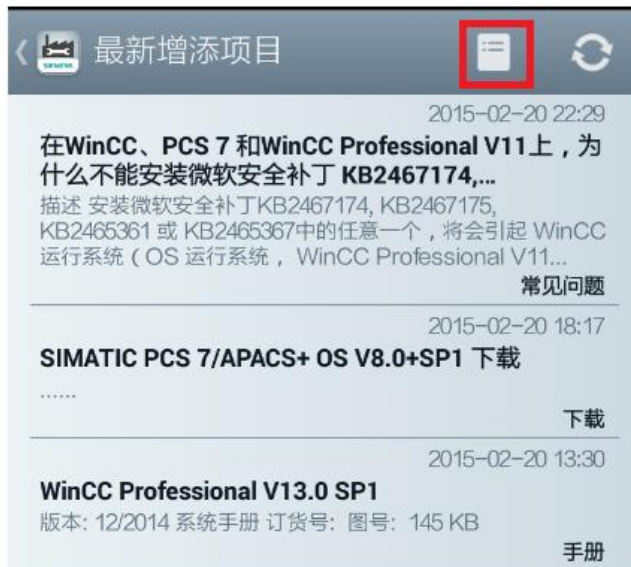 最新增添项目
SIEMENS
2015-02-20 22:29
在WinCC、PCS 7 和WinCC Professional V11上，为
什么不能安装微软安全补丁 KB2467174,...
描述 安装微软安全补丁KB2467174, KB2467175,
KB2465361 或 KB2465367中的任意一个，将会引起 WinCC
运行系统（OS 运行系统， WinCC Professional V11...
常见问题
2015-02-20 18:17
SIMATIC PCS 7/APACS+ OS V8.0+SP1 下载
......
下载
2015-02-20 13:30
WinCC Professional V13.0 SP1
版本: 12/2014 系统手册 订货号: 图号: 145 KB
手册